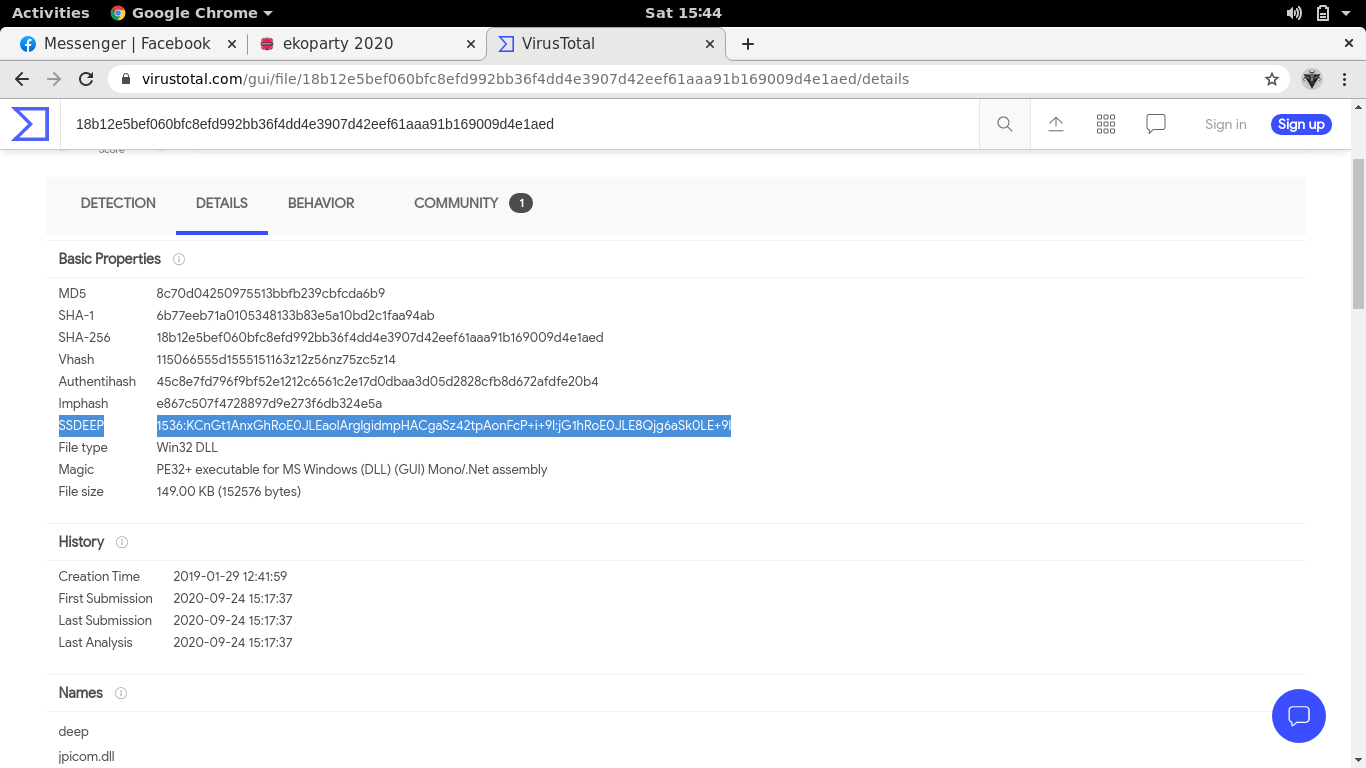 Activities Google Chrome Sat 15:44
Messenger | Facebook ekoparty 2020 VirusTotal
virustotal.com/gui/file/18b12e5bef060bfc8efd992bb36f4dd4e3907d42eef61aaa91b169009d4e1aed/details
18b12e5bef060bfc8efd992bb36f4dd4e3907d42eef61aaa91b169009d4e1aed Sign in Sign up
Score
DETECTION DETAILS BEHAVIOR COMMUNITY 1
Basic Properties
MD5 8c70d04250975513bbfb239cbfcda6b9
SHA-1 6b77eeb71a0105348133b83e5a10bd2c1faa94ab
SHA-256 18b12e5bef060bfc8efd992bb36f4dd4e3907d42eef61aaa91b169009d4e1aed
Vhash 115066555d1555151163z12z56nz75zc5z14
Authentihash 45c8e7fd796f9bf52e1212c6561c2e17d0dbaa3d05d2828cfb8d672afdfe20b4
Imphash e867c507f4728897d9e273f6db324e5a
SSDEEP 1536:KCnGt1AnxGhRoE0JLEaolArglgidmpHACgaSz42tpAonFcP+i+9l:jG1hRoE0JLE8Qjg6aSk0LE+9l
File type Win32 DLL
Magic PE32+ executable for MS Windows (DLL) (GUI) Mono/.Net assembly
File size 149.00 KB (152576 bytes)
History
Creation Time 2019-01-29 12:41:59
First Submission 2020-09-24 15:17:37
Last Submission 2020-09-24 15:17:37
Last Analysis 2020-09-24 15:17:37
Names
deep
jpicom.dll